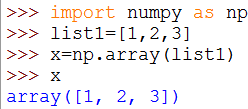 >>> import numpy as np
>>> list1=[1,2,3]
>>> x=np.array(list1)
>>> x
array([1, 2, 3])